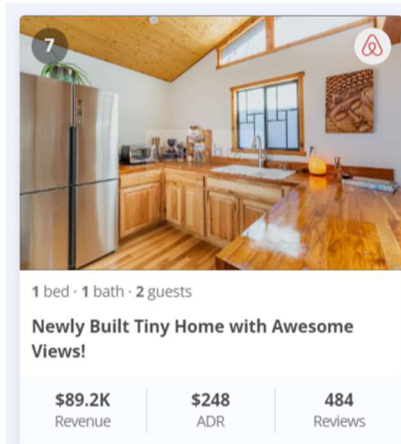 7
1 bed · 1 bath · 2 guests
Newly Built Tiny Home with Awesome
Views!
$89.2K $248 484
Revenue ADR Reviews